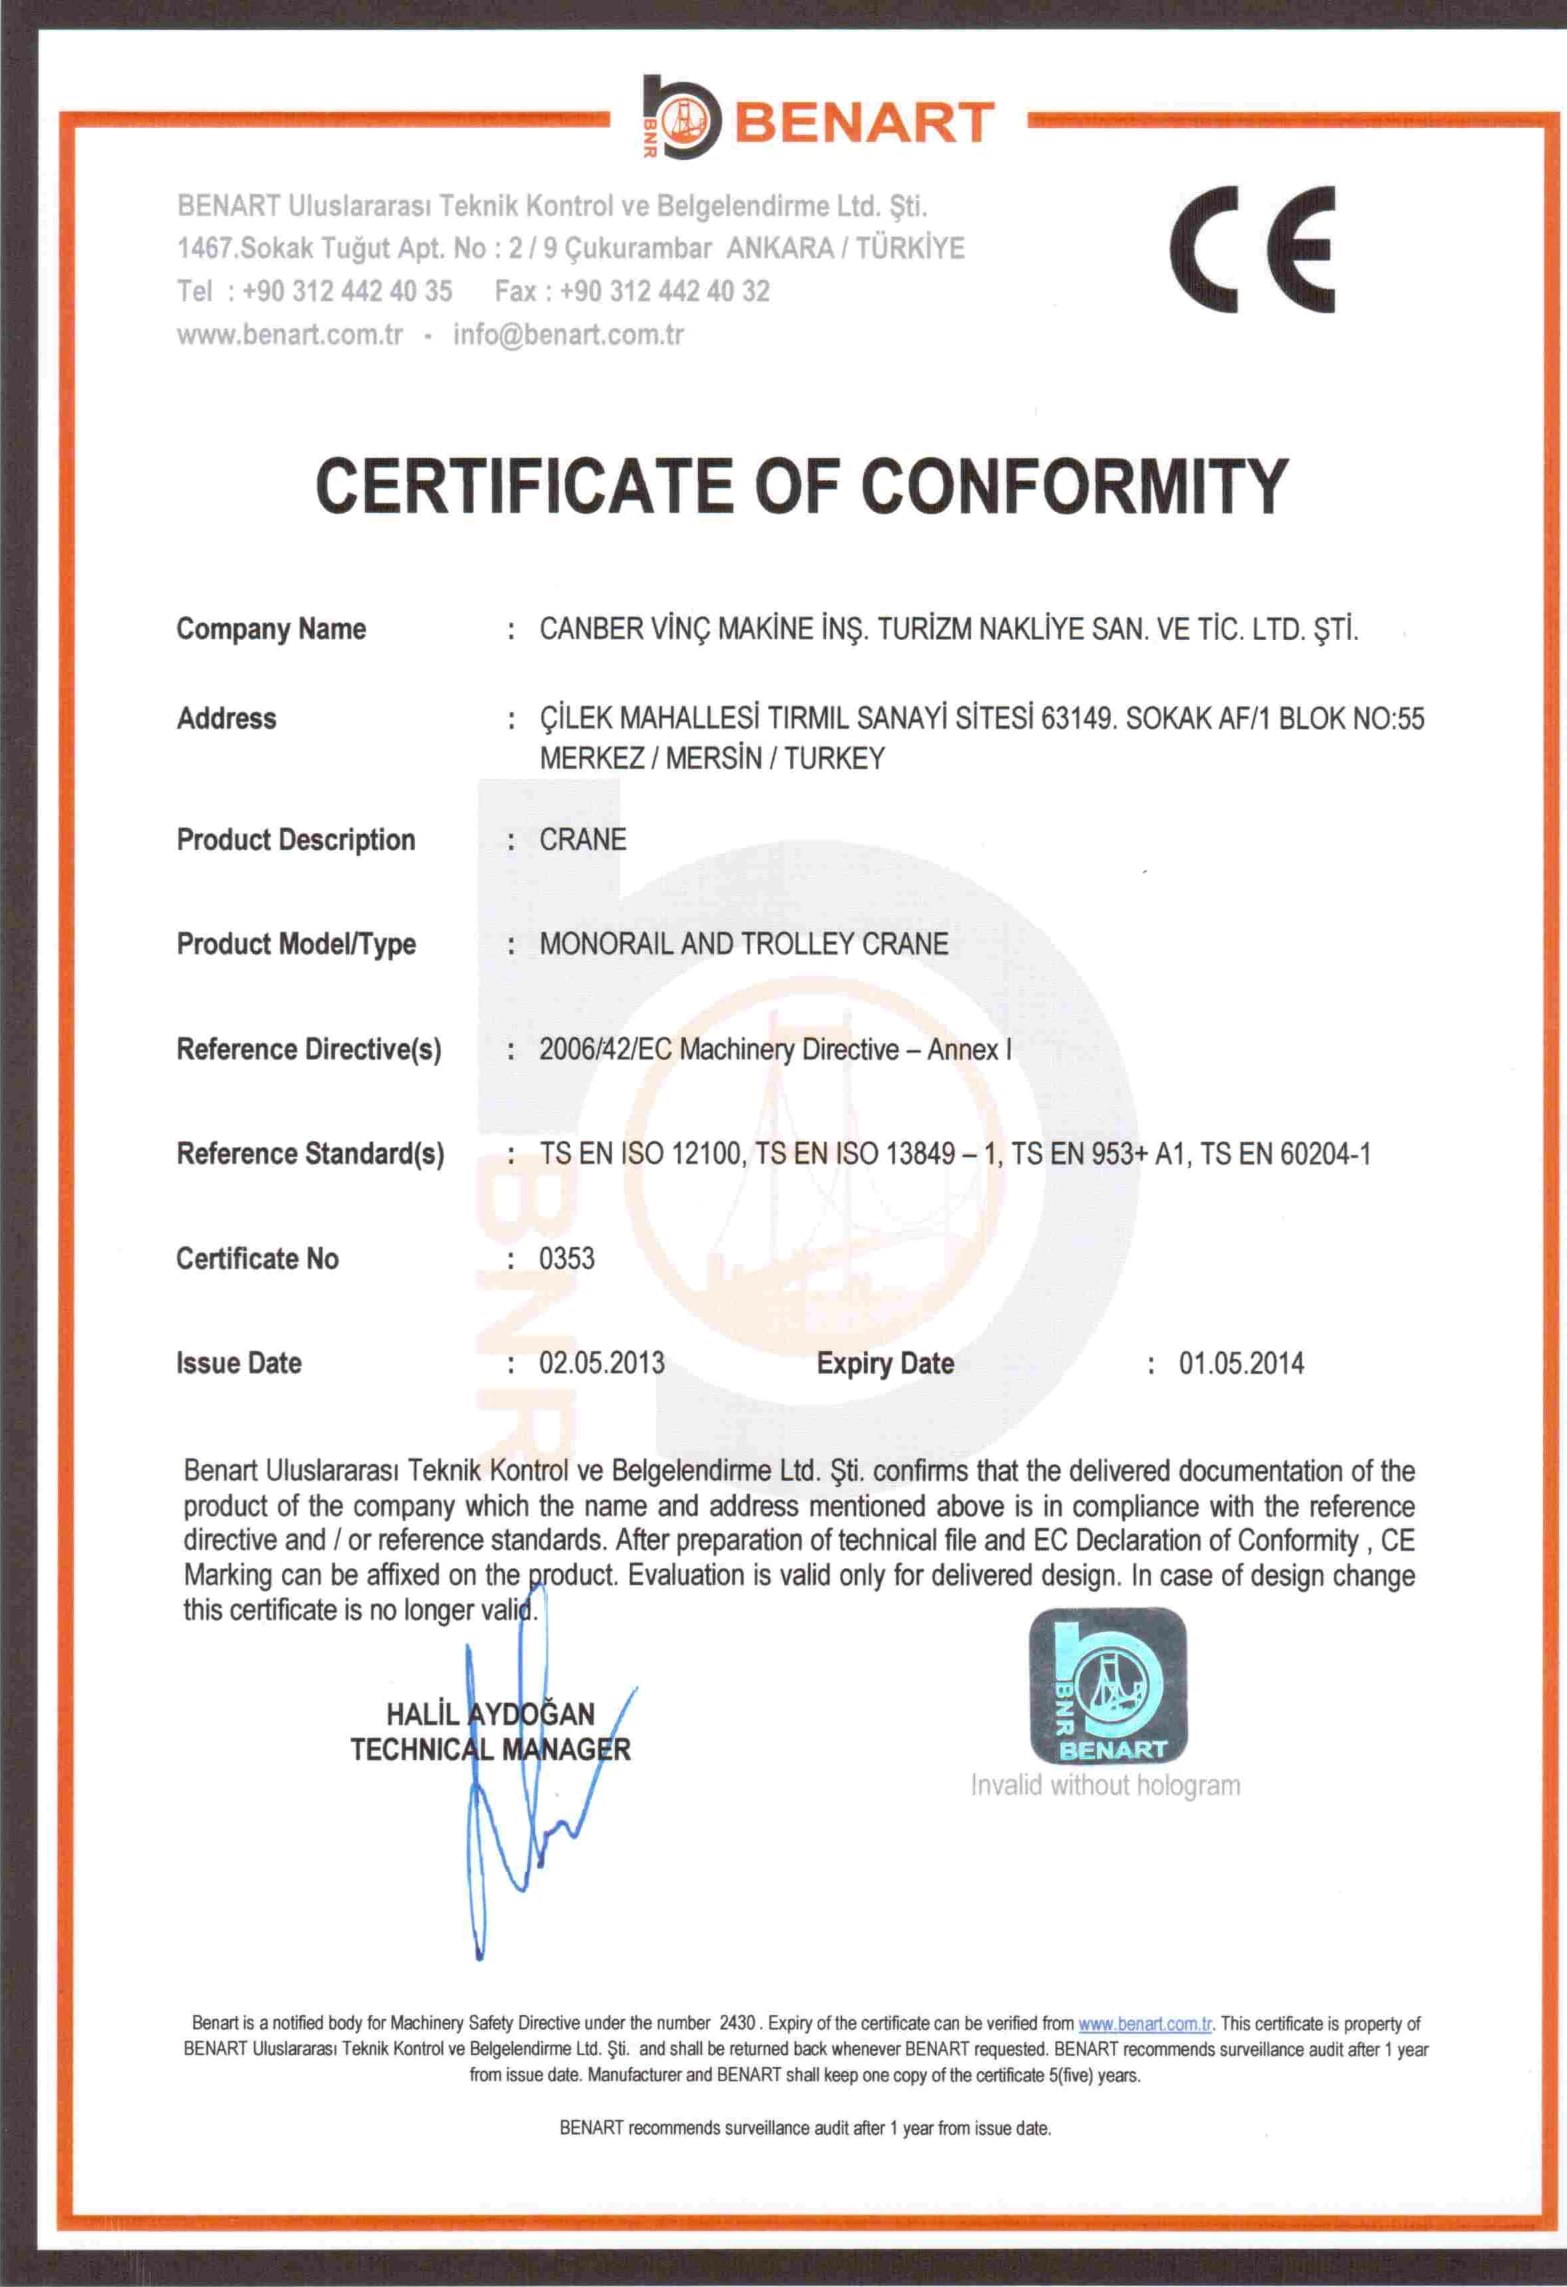 BNR BENART
BENART Uluslararası Teknik Kontrol ve Belgelendirme Ltd. Şti.
1467.Sokak Tuğut Apt. No : 2 / 9 Çukurambar ANKARA / TÜRKİYE
Tel : +90 312 442 40 35 Fax : +90 312 442 40 32
www.benart.com.tr - info@benart.com.tr
CE
CERTIFICATE OF CONFORMITY
Company Name : CANBER VİNÇ MAKİNE İNŞ. TURİZM NAKLİYE SAN. VE TİC. LTD. ŞTİ.
Address : ÇİLEK MAHALLESİ TIRMIL SANAYİ SİTESİ 63149. SOKAK AF/1 BLOK NO:55
MERKEZ / MERSİN / TURKEY
Product Description : CRANE
Product Model/Type : MONORAIL AND TROLLEY CRANE
Reference Directive(s) : 2006/42/EC Machinery Directive – Annex I
Reference Standard(s) : TS EN ISO 12100, TS EN ISO 13849 – 1, TS EN 953+ A1, TS EN 60204-1
Certificate No : 0353
Issue Date : 02.05.2013 Expiry Date : 01.05.2014
BNR
Benart Uluslararası Teknik Kontrol ve Belgelendirme Ltd. Şti. confirms that the delivered documentation of the
product of the company which the name and address mentioned above is in compliance with the reference
directive and / or reference standards. After preparation of technical file and EC Declaration of Conformity , CE
Marking can be affixed on the product. Evaluation is valid only for delivered design. In case of design change
this certificate is no longer valid.
HALİL AYDOĞAN
TECHNICAL MANAGER
BNR
BENART
Invalid without hologram
Benart is a notified body for Machinery Safety Directive under the number 2430 . Expiry of the certificate can be verified from www.benart.com.tr. This certificate is property of
BENART Uluslararası Teknik Kontrol ve Belgelendirme Ltd. Şti. and shall be returned back whenever BENART requested. BENART recommends surveillance audit after 1 year
from issue date. Manufacturer and BENART shall keep one copy of the certificate 5(five) years.
BENART recommends surveillance audit after 1 year from issue date.